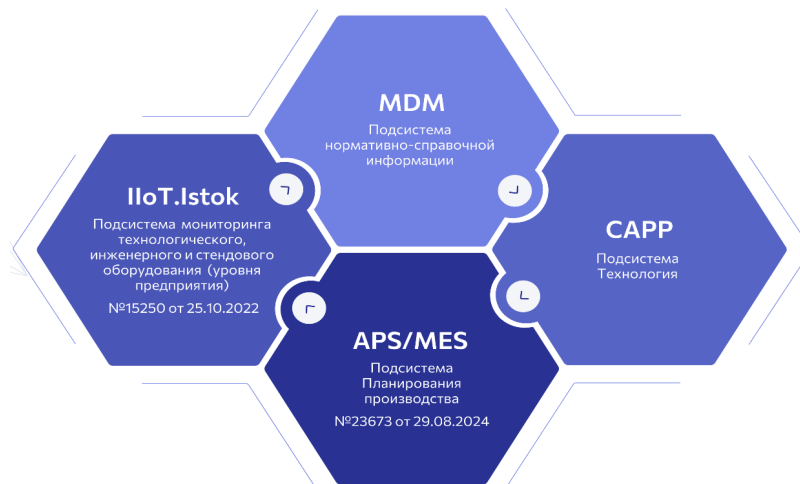 MDM
Подсистема
нормативно-справочной
информации
IIoT.Istok
Подсистема мониторинга
технологического,
инженерного и стендового
оборудования (уровня
предприятия)
№15250 от 25.10.2022
CAPP
Подсистема
Технология
APS/MES
Подсистема
Планирования
производства
№23673 от 29.08.2024